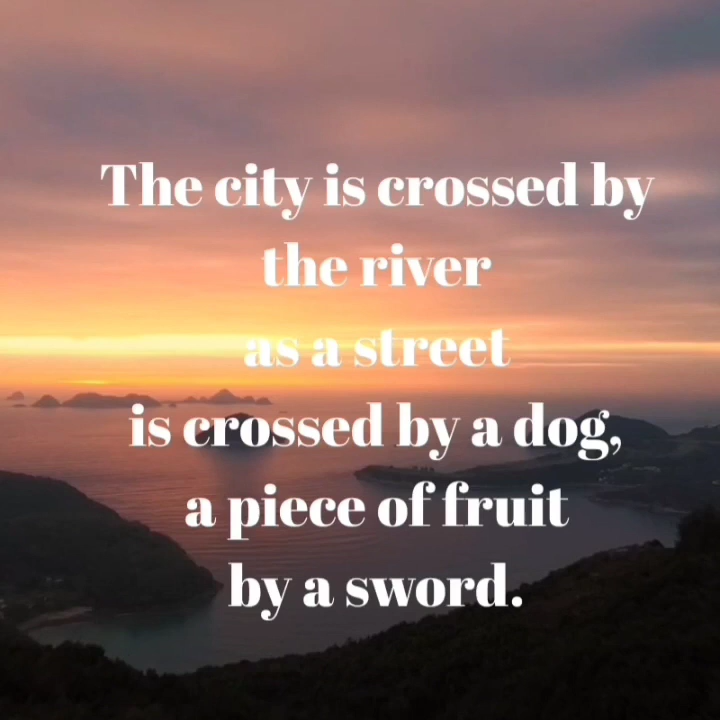 The city is crossed by
the river
as a street
is crossed by a dog,
a piece of fruit
by a sword.